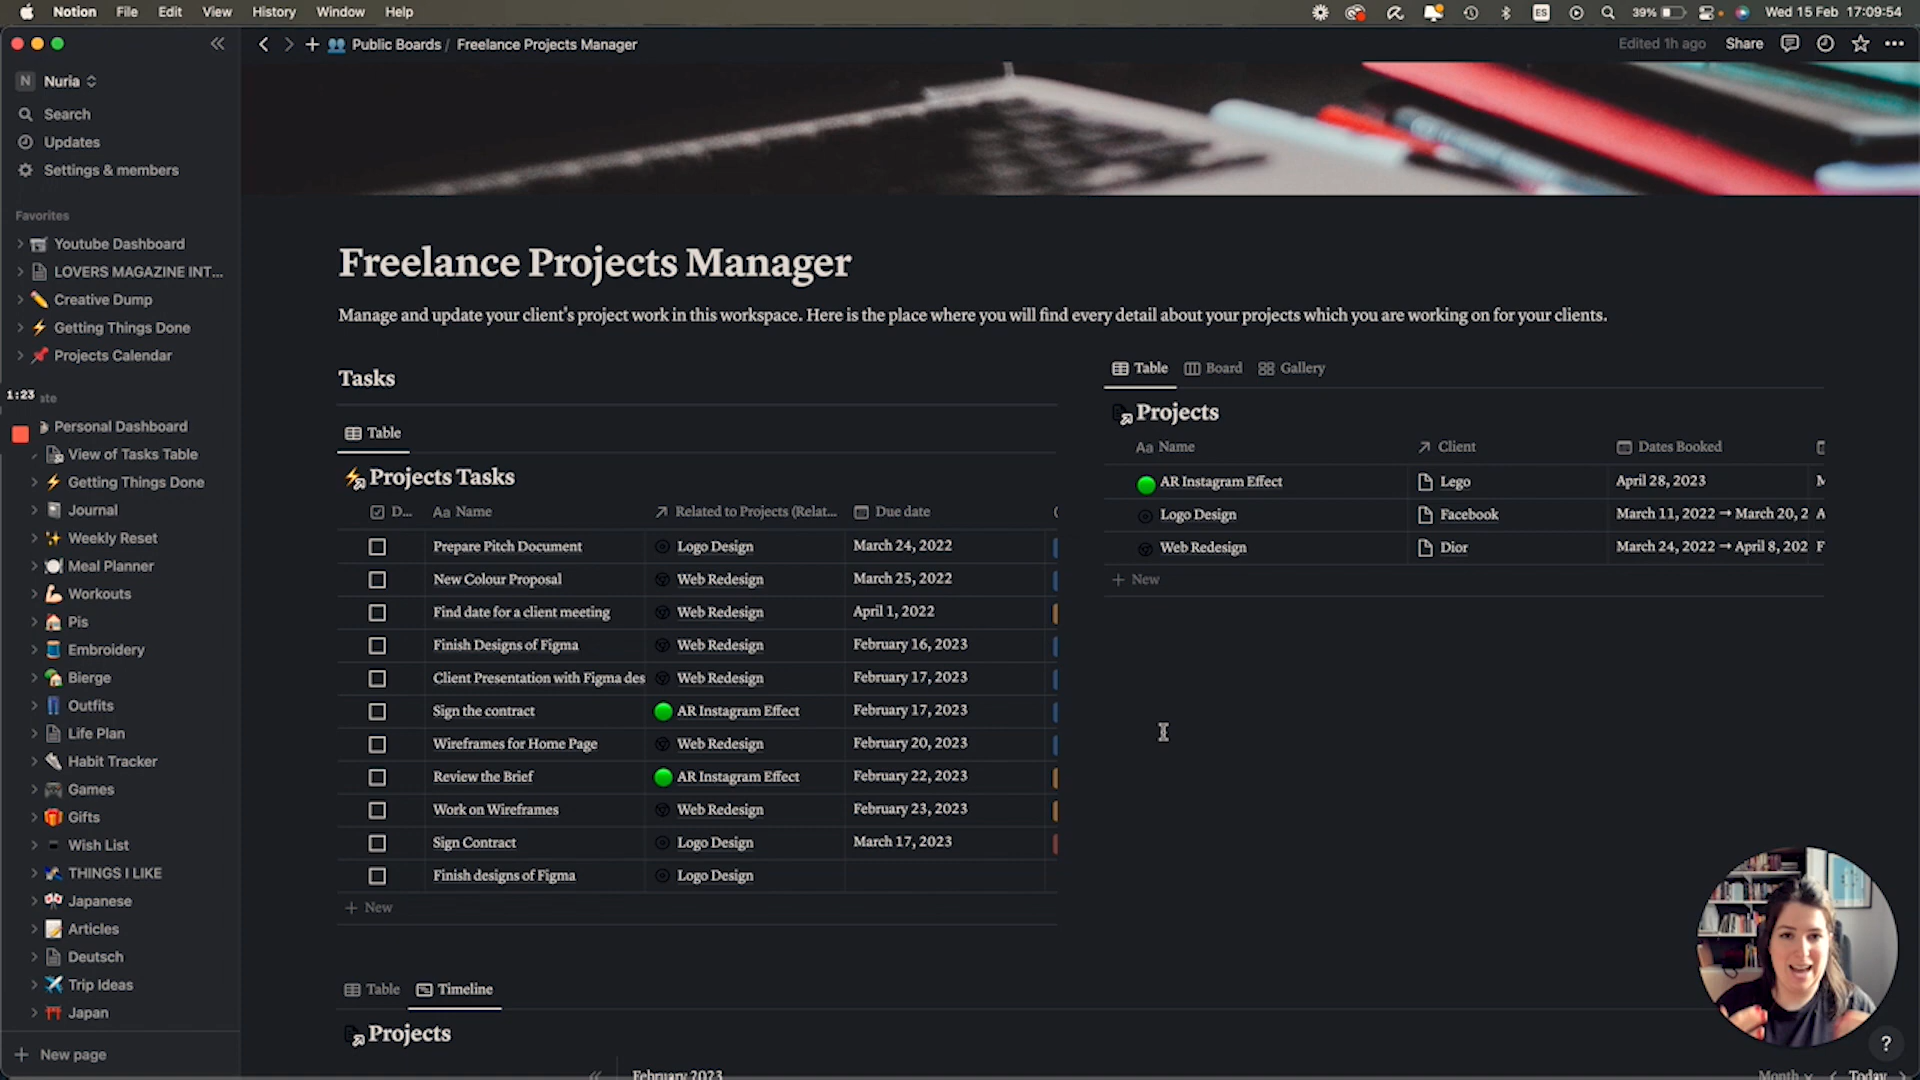 Notion File Edit View History Window Help
ES 39% Wed 15 Feb 17:09:54
Public Boards / Freelance Projects Manager
Edited 1h ago Share
N Nuria
Search
Updates
Settings & members
Favorites
Youtube Dashboard
LOVERS MAGAZINE INT...
Creative Dump
Getting Things Done
Projects Calendar
1:23
Personal Dashboard
View of Tasks Table
Getting Things Done
Journal
Weekly Reset
Meal Planner
Workouts
Pis
Embroidery
Bierge
Outfits
Life Plan
Habit Tracker
Games
Gifts
Wish List
THINGS I LIKE
Japanese
Articles
Deutsch
Trip Ideas
Japan
New page
Freelance Projects Manager
Manage and update your client's project work in this workspace. Here is the place where you will find every detail about your projects which you are working on for your clients.
Tasks
Table
Projects Tasks
D... Aa Name Related to Projects (Relat... Due date
Prepare Pitch Document Logo Design March 24, 2022
New Colour Proposal Web Redesign March 25, 2022
Find date for a client meeting Web Redesign April 1, 2022
Finish Designs of Figma Web Redesign February 16, 2023
Client Presentation with Figma des Web Redesign February 17, 2023
Sign the contract AR Instagram Effect February 17, 2023
Wireframes for Home Page Web Redesign February 20, 2023
Review the Brief AR Instagram Effect February 22, 2023
Work on Wireframes Web Redesign February 23, 2023
Sign Contract Logo Design March 17, 2023
Finish designs of Figma Logo Design
+ New
Table Board Gallery
Projects
Aa Name Client Dates Booked
AR Instagram Effect Lego April 28, 2023
Logo Design Facebook March 11, 2022 → March 20, 2
Web Redesign Dior March 24, 2022 → April 8, 202
+ New
Table Timeline
Projects
February 2023
Month Today
?